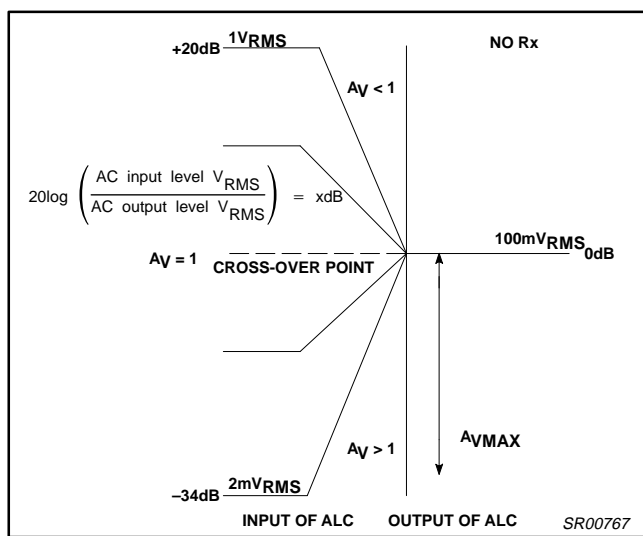 +20dB
1VRMS
NO Rx
AV < 1
20log ( AC input level VRMS / AC output level VRMS ) = xdB
100mVRMS
0dB
AV = 1
CROSS-OVER POINT
AVMAX
AV > 1
2mVRMS
–34dB
INPUT OF ALC
OUTPUT OF ALC
SR00767